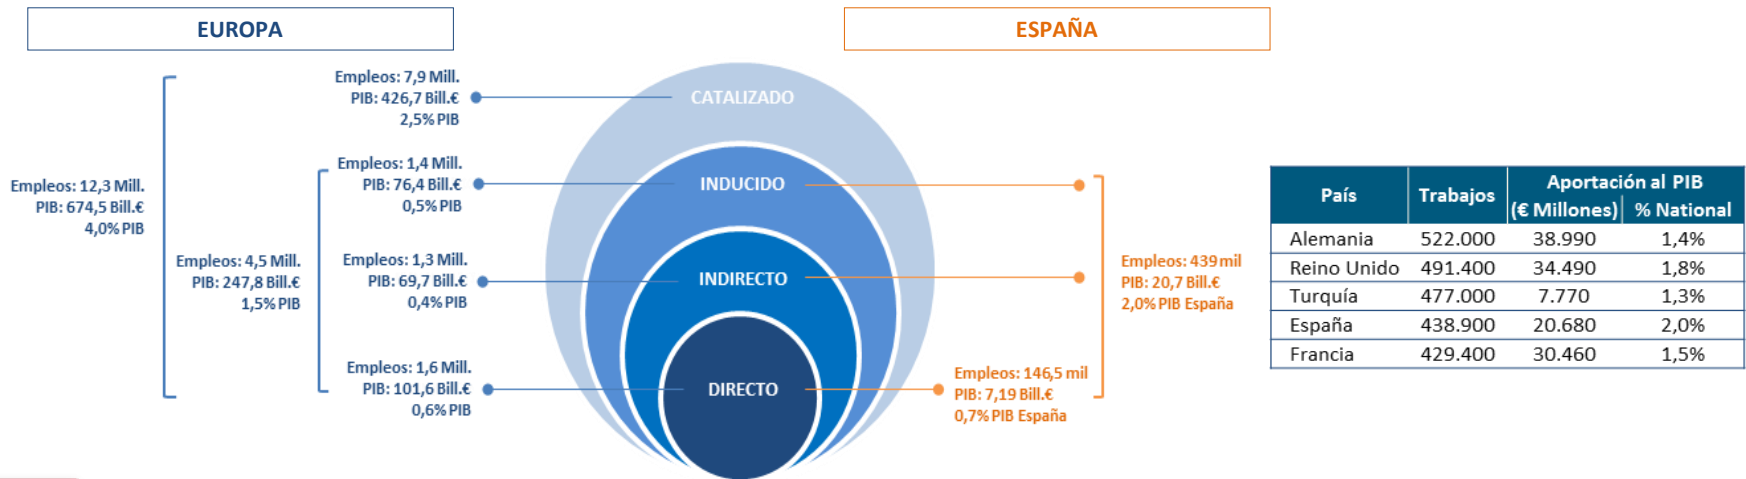 EUROPA
ESPAÑA
Empleos: 7,9 Mill.
PIB: 426,7 Bill.€
2,5% PIB
CATALIZADO
Empleos: 1,4 Mill.
PIB: 76,4 Bill.€
0,5% PIB
INDUCIDO
Empleos: 12,3 Mill.
PIB: 674,5 Bill.€
4,0% PIB
Empleos: 4,5 Mill.
PIB: 247,8 Bill.€
1,5% PIB
Empleos: 1,3 Mill.
PIB: 69,7 Bill.€
0,4% PIB
INDIRECTO
Empleos: 439 mil
PIB: 20,7 Bill.€
2,0% PIB España
Empleos: 1,6 Mill.
PIB: 101,6 Bill.€
0,6% PIB
DIRECTO
Empleos: 146,5 mil
PIB: 7,19 Bill.€
0,7% PIB España
País Trabajos Aportación al PIB
(€ Millones) % National
Alemania 522.000 38.990 1,4%
Reino Unido 491.400 34.490 1,8%
Turquía 477.000 7.770 1,3%
España 438.900 20.680 2,0%
Francia 429.400 30.460 1,5%